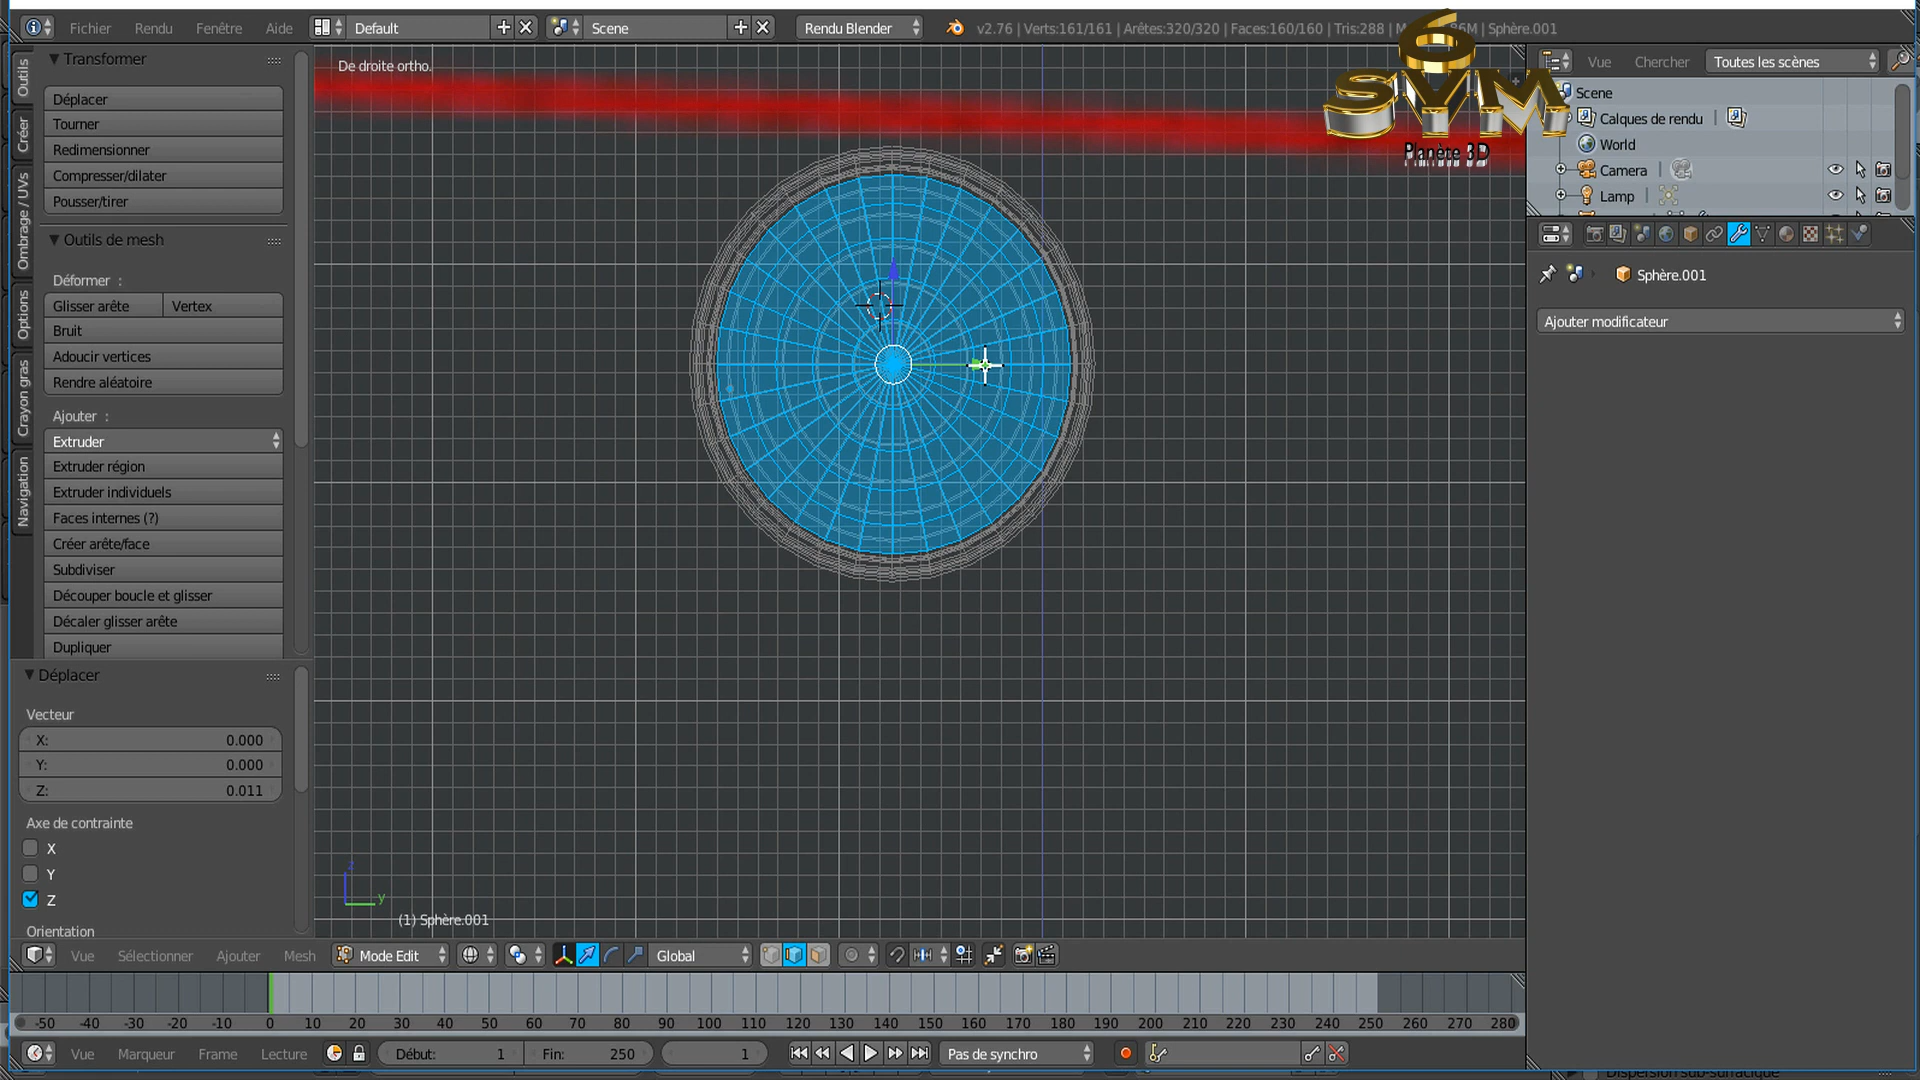 Fichier Rendu Fenêtre Aide Default Scene Rendu Blender v2.76 | Verts:161/161 | Arêtes:320/320 | Faces:160/160 | Tris:288 | Sphère.001
6
SYM
Planète 3D
Outils
Créer
Ombrage / UVs
Options
Crayon gras
Navigation
Transformer
Déplacer
Tourner
Redimensionner
Compresser/dilater
Pousser/tirer
Outils de mesh
Déformer :
Glisser arête Vertex
Bruit
Adoucir vertices
Rendre aléatoire
Ajouter :
Extruder
Extruder région
Extruder individuels
Faces internes (?)
Créer arête/face
Subdiviser
Découper boucle et glisser
Décaler glisser arête
Dupliquer
Déplacer
Vecteur
X: 0.000
Y: 0.000
Z: 0.011
Axe de contrainte
X
Y
Z
Orientation
De droite ortho.
z
y
(1) Sphère.001
Vue Chercher Toutes les scènes
Scene
Calques de rendu
World
Camera
Lamp
Sphère.001
Ajouter modificateur
Vue Sélectionner Ajouter Mesh Mode Edit Global
-50 -40 -30 -20 -10 0 10 20 30 40 50 60 70 80 90 100 110 120 130 140 150 160 170 180 190 200 210 220 230 240 250 260 270 280
Vue Marqueur Frame Lecture Début: 1 Fin: 250 1 Pas de synchro
Dispersion sub-surfacique